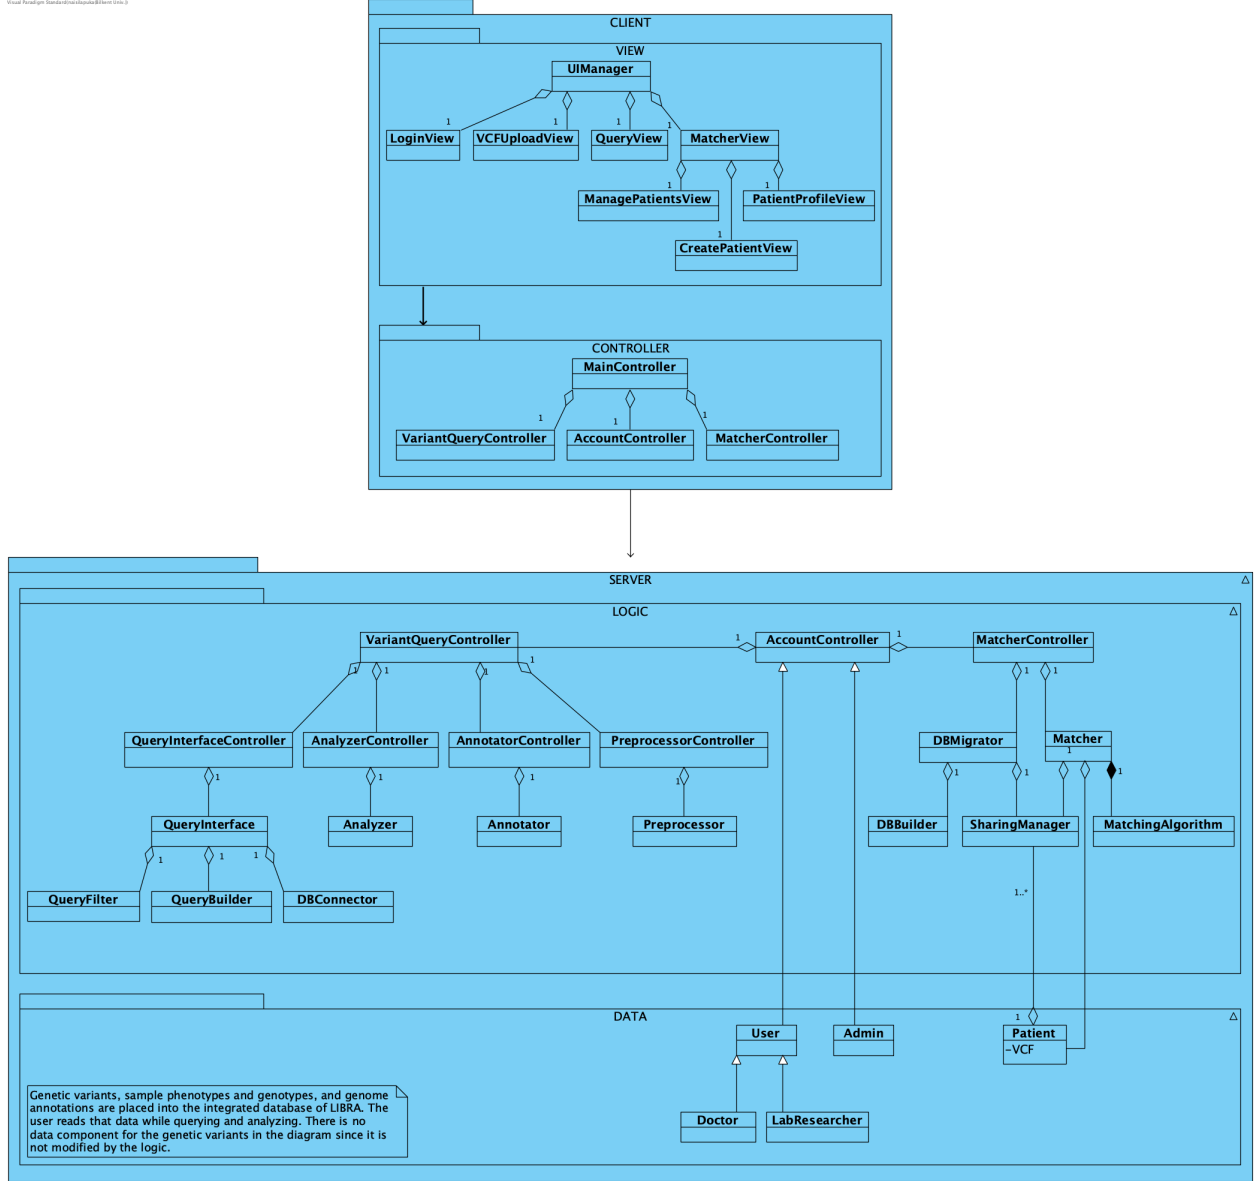 Visual Paradigm Standard(naisila
CLIENT
VIEW
UIManager
1
1
1
1
LoginView
VCFUploadView
QueryView
MatcherView
1
1
ManagePatientsView
PatientProfileView
1
CreatePatientView
CONTROLLER
MainController
1
1
1
VariantQueryController
AccountController
MatcherController
SERVER
LOGIC
VariantQueryController
1
AccountController
1
MatcherController
1
1
1
1
1
1
QueryInterfaceController
AnalyzerController
AnnotatorController
PreprocessorController
DBMigrator
Matcher
1
1
1
1
1
1
1
1
QueryInterface
Analyzer
Annotator
Preprocessor
DBBuilder
SharingManager
MatchingAlgorithm
1
1
1
QueryFilter
QueryBuilder
DBConnector
1..*
DATA
1
User
Admin
Patient
-VCF
Genetic variants, sample phenotypes and genotypes, and genome
annotations are placed into the integrated database of LIBRA. The
user reads that data while querying and analyzing. There is no
data component for the genetic variants in the diagram since it is
not modified by the logic.
Doctor
LabResearcher